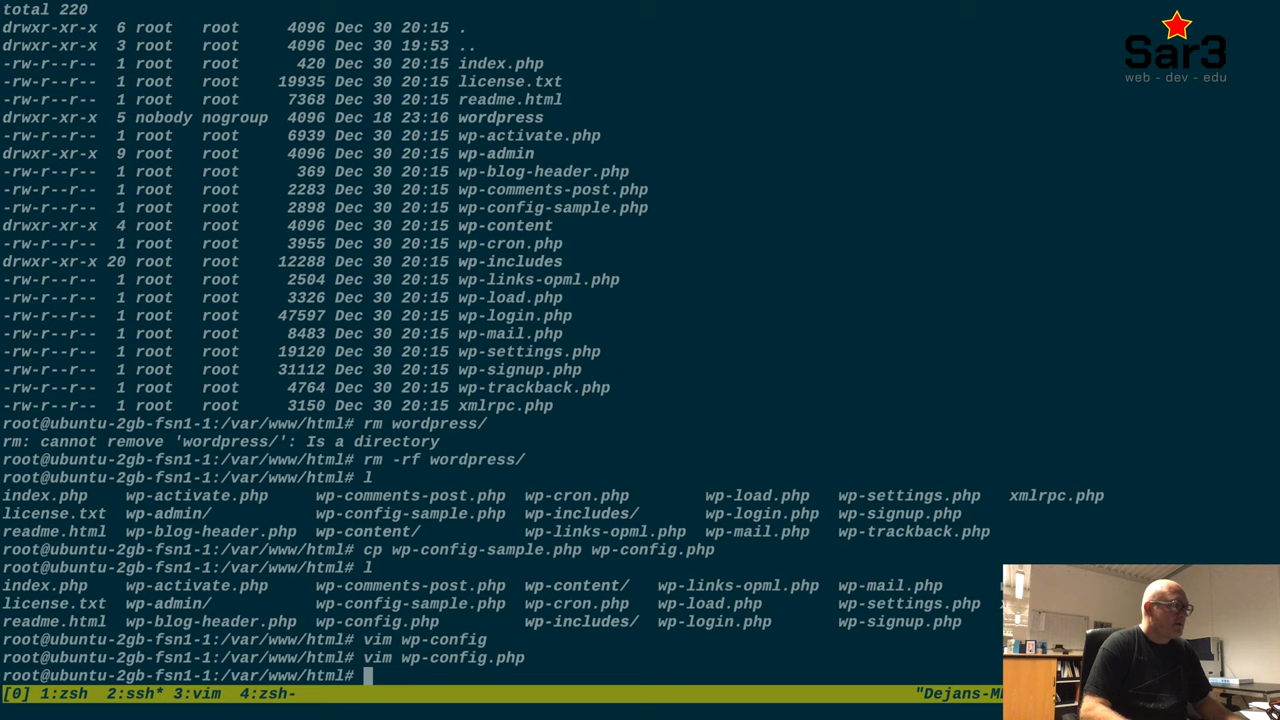 total 220
drwxr-xr-x  6 root   root     4096 Dec 30 20:15 .
drwxr-xr-x  3 root   root     4096 Dec 30 19:53 ..
-rw-r--r--  1 root   root      420 Dec 30 20:15 index.php
-rw-r--r--  1 root   root    19935 Dec 30 20:15 license.txt
-rw-r--r--  1 root   root     7368 Dec 30 20:15 readme.html
drwxr-xr-x  5 nobody nogroup  4096 Dec 18 23:16 wordpress
-rw-r--r--  1 root   root     6939 Dec 30 20:15 wp-activate.php
drwxr-xr-x  9 root   root     4096 Dec 30 20:15 wp-admin
-rw-r--r--  1 root   root      369 Dec 30 20:15 wp-blog-header.php
-rw-r--r--  1 root   root     2283 Dec 30 20:15 wp-comments-post.php
-rw-r--r--  1 root   root     2898 Dec 30 20:15 wp-config-sample.php
drwxr-xr-x  4 root   root     4096 Dec 30 20:15 wp-content
-rw-r--r--  1 root   root     3955 Dec 30 20:15 wp-cron.php
drwxr-xr-x 20 root   root    12288 Dec 30 20:15 wp-includes
-rw-r--r--  1 root   root     2504 Dec 30 20:15 wp-links-opml.php
-rw-r--r--  1 root   root     3326 Dec 30 20:15 wp-load.php
-rw-r--r--  1 root   root    47597 Dec 30 20:15 wp-login.php
-rw-r--r--  1 root   root     8483 Dec 30 20:15 wp-mail.php
-rw-r--r--  1 root   root    19120 Dec 30 20:15 wp-settings.php
-rw-r--r--  1 root   root    31112 Dec 30 20:15 wp-signup.php
-rw-r--r--  1 root   root     4764 Dec 30 20:15 wp-trackback.php
-rw-r--r--  1 root   root     3150 Dec 30 20:15 xmlrpc.php
root@ubuntu-2gb-fsn1-1:/var/www/html# rm wordpress/
rm: cannot remove 'wordpress/': Is a directory
root@ubuntu-2gb-fsn1-1:/var/www/html# rm -rf wordpress/
root@ubuntu-2gb-fsn1-1:/var/www/html# l
index.php    wp-activate.php     wp-comments-post.php  wp-cron.php        wp-load.php   wp-settings.php   xmlrpc.php
license.txt  wp-admin/           wp-config-sample.php  wp-includes/       wp-login.php  wp-signup.php
readme.html  wp-blog-header.php  wp-content/           wp-links-opml.php  wp-mail.php   wp-trackback.php
root@ubuntu-2gb-fsn1-1:/var/www/html# cp wp-config-sample.php wp-config.php
root@ubuntu-2gb-fsn1-1:/var/www/html# l
index.php    wp-activate.php     wp-comments-post.php  wp-content/   wp-links-opml.php  wp-mail.php
license.txt  wp-admin/           wp-config-sample.php  wp-cron.php   wp-load.php        wp-settings.php
readme.html  wp-blog-header.php  wp-config.php         wp-includes/  wp-login.php       wp-signup.php
root@ubuntu-2gb-fsn1-1:/var/www/html# vim wp-config
root@ubuntu-2gb-fsn1-1:/var/www/html# vim wp-config.php
root@ubuntu-2gb-fsn1-1:/var/www/html#
[0] 1:zsh  2:ssh* 3:vim  4:zsh-
Sar3
web - dev - edu